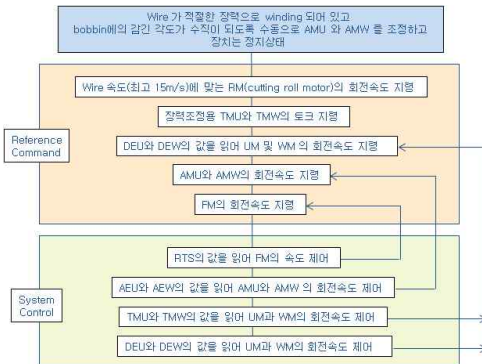 Wire 가 적절한 장력으로 winding 되어 있고
bobbin에의 감긴 각도가 수직이 되도록 수동으로 AMU 와 AMW 를 조정하고
장치는 정지상태
Wire 속도(최고 15m/s)에 맞는 RM(cutting roll motor)의 회전속도 지령
장력조정용 TMU와 TMW의 토크 지령
Reference
Command
DEU와 DEW의 값을 읽어 UM 및 WM 의 회전속도 지령
AMU와 AMW의 회전속도 지령
FM의 회전속도 지령
RTS의 값을 읽어 FM의 속도 제어
AEU와 AEW의 값을 읽어 AMU와 AMW 의 회전속도 제어
System
Control
TMU와 TMW의 값을 읽어 UM과 WM의 회전속도 제어
DEU와 DEW의 값을 읽어 UM과 WM의 회전속도 제어